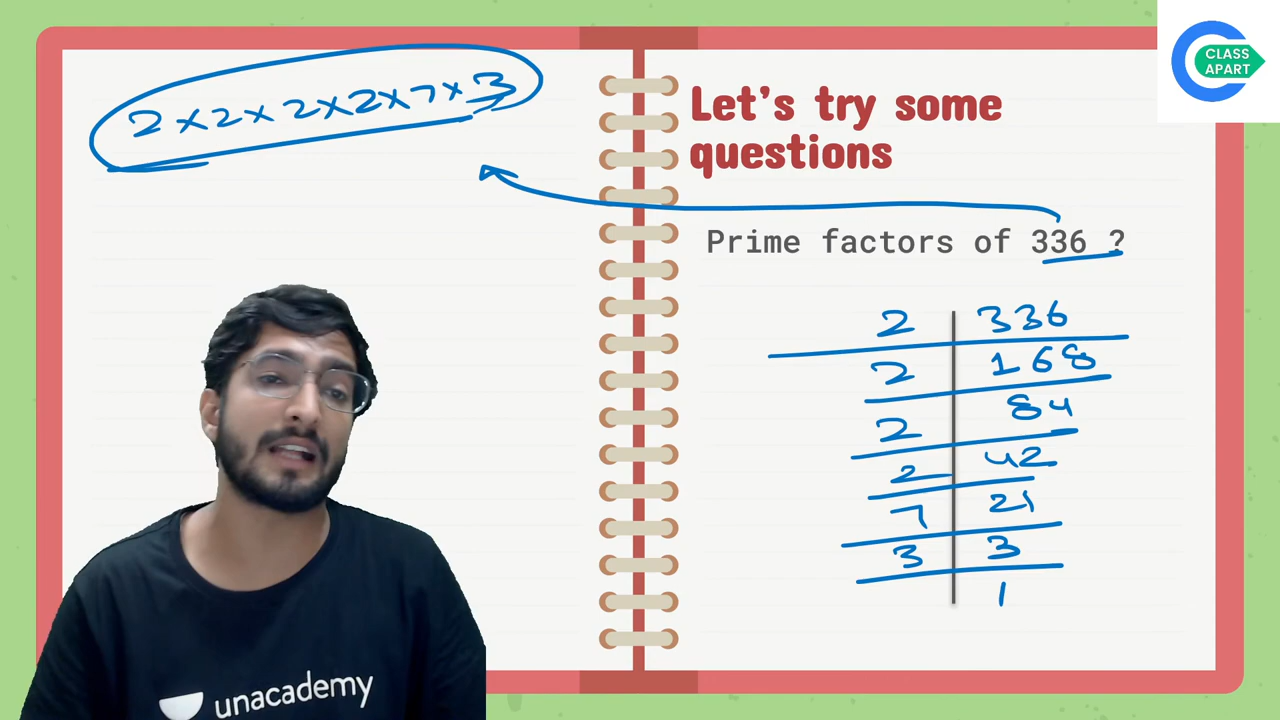 2 x 2 x 2 x 2 x 7 x 3
CLASS
APART
Let's try some
questions
Prime factors of 336 ?
2 336
2 168
2 84
2 42
7 21
3 3
1
unacademy